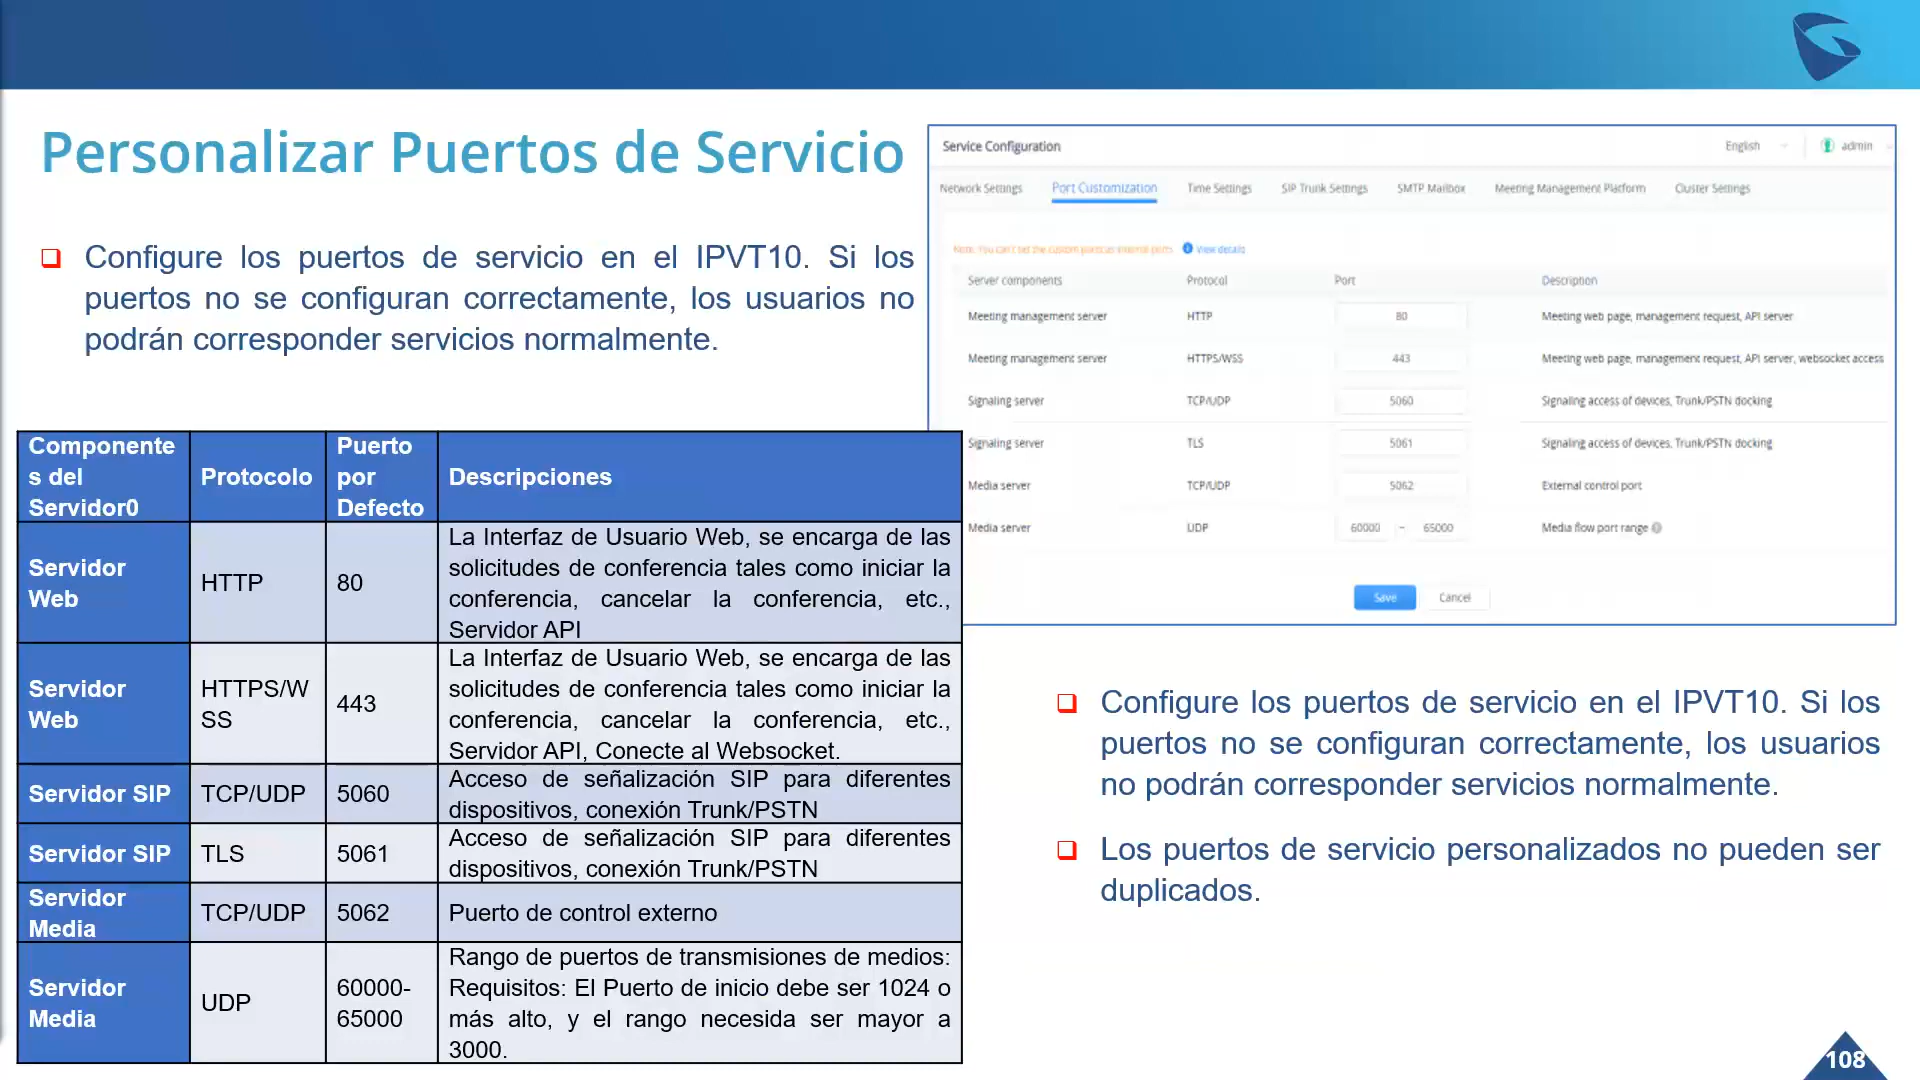 Personalizar Puertos de Servicio
Configure los puertos de servicio en el IPVT10. Si los
puertos no se configuran correctamente, los usuarios no
podrán corresponder servicios normalmente.
Service Configuration
English
admin
Network Settings
Port Customization
Time Settings
SIP Trunk Settings
SMTP Mailbox
Meeting Management Platform
Cluster Settings
Note: You can't set the custom ports as internal ports View details
Server components Protocal Port Description
Meeting management server HTTP 80 Meeting web page, management request, API server
Meeting management server HTTPS/WSS 443 Meeting web page, management request, API server, websocket access
Signaling server TCP/UDP 5060 Signaling access of devices, Trunk/PSTN docking
Signaling server TLS 5061 Signaling access of devices, Trunk/PSTN docking
Media server TCP/UDP 5062 External control port
Media server UDP 60000 ~ 65000 Media flow port range
Save Cancel
Componente
s del
Servidor0
Protocolo
Puerto
por
Defecto
Descripciones
Servidor
Web
HTTP
80
La Interfaz de Usuario Web, se encarga de las
solicitudes de conferencia tales como iniciar la
conferencia, cancelar la conferencia, etc.,
Servidor API
Servidor
Web
HTTPS/W
SS
443
La Interfaz de Usuario Web, se encarga de las
solicitudes de conferencia tales como iniciar la
conferencia, cancelar la conferencia, etc.,
Servidor API, Conecte al Websocket.
Servidor SIP
TCP/UDP
5060
Acceso de señalización SIP para diferentes
dispositivos, conexión Trunk/PSTN
Servidor SIP
TLS
5061
Acceso de señalización SIP para diferentes
dispositivos, conexión Trunk/PSTN
Servidor
Media
TCP/UDP
5062
Puerto de control externo
Servidor
Media
UDP
60000-
65000
Rango de puertos de transmisiones de medios:
Requisitos: El Puerto de inicio debe ser 1024 o
más alto, y el rango necesida ser mayor a
3000.
Configure los puertos de servicio en el IPVT10. Si los
puertos no se configuran correctamente, los usuarios
no podrán corresponder servicios normalmente.
Los puertos de servicio personalizados no pueden ser
duplicados.
108